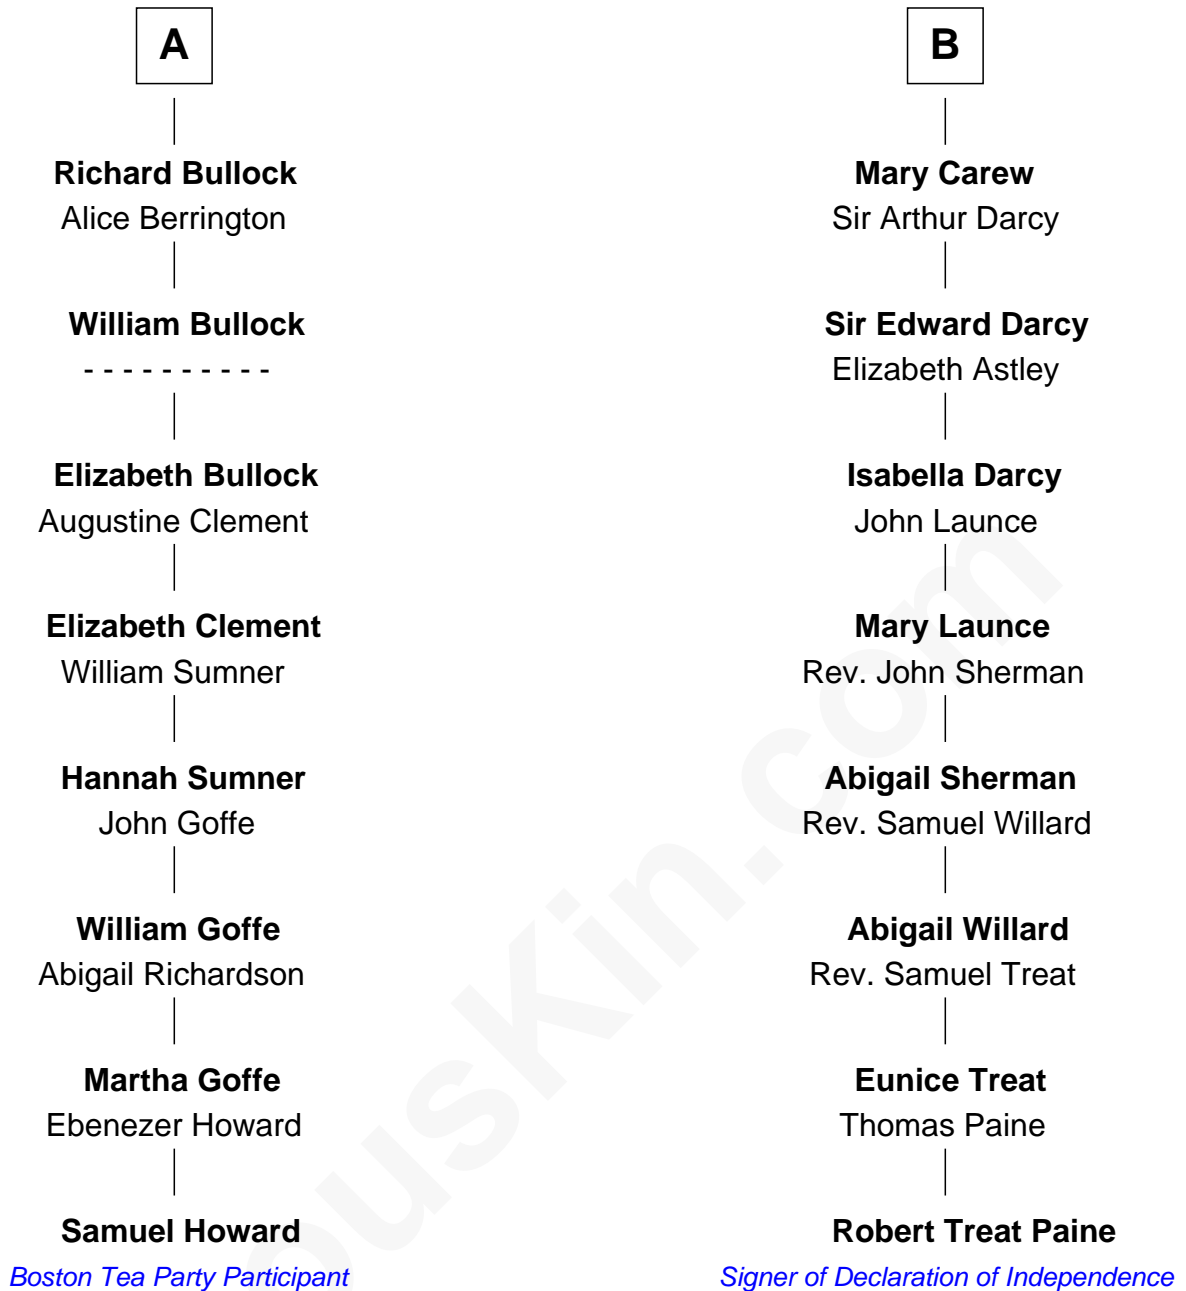 A
Richard Bullock
Alice Berrington
William Bullock
- - - - - - - - - -
Elizabeth Bullock
Augustine Clement
Elizabeth Clement
William Sumner
Hannah Sumner
John Goffe
William Goffe
Abigail Richardson
Martha Goffe
Ebenezer Howard
Samuel Howard
Boston Tea Party Participant
B
Mary Carew
Sir Arthur Darcy
Sir Edward Darcy
Elizabeth Astley
Isabella Darcy
John Launce
Mary Launce
Rev. John Sherman
Abigail Sherman
Rev. Samuel Willard
Abigail Willard
Rev. Samuel Treat
Eunice Treat
Thomas Paine
Robert Treat Paine
Signer of Declaration of Independence
ousKin.com